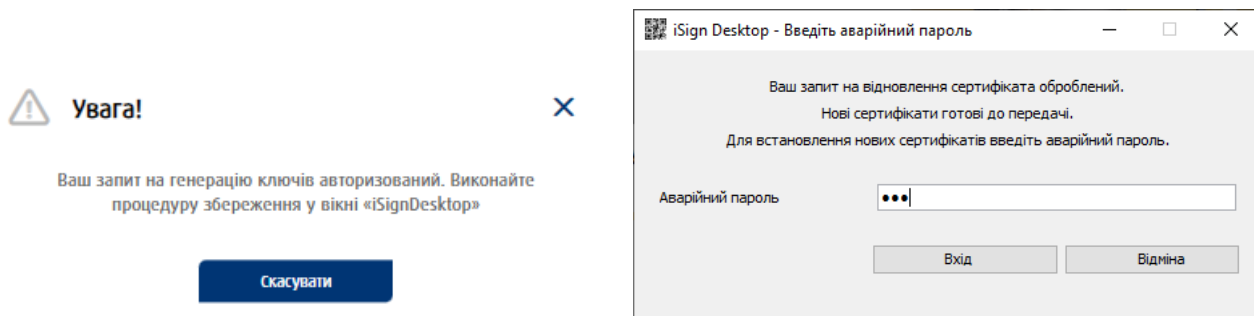 Увага!
Ваш запит на генерацію ключів авторизований. Виконайте
процедуру збереження у вікні «iSignDesktop»
Скасувати
iSign Desktop - Введіть аварійний пароль
Ваш запит на відновлення сертифіката оброблений.
Нові сертифікати готові до передачі.
Для встановлення нових сертифікатів введіть аварійний пароль.
Аварійний пароль
Вхід
Відміна